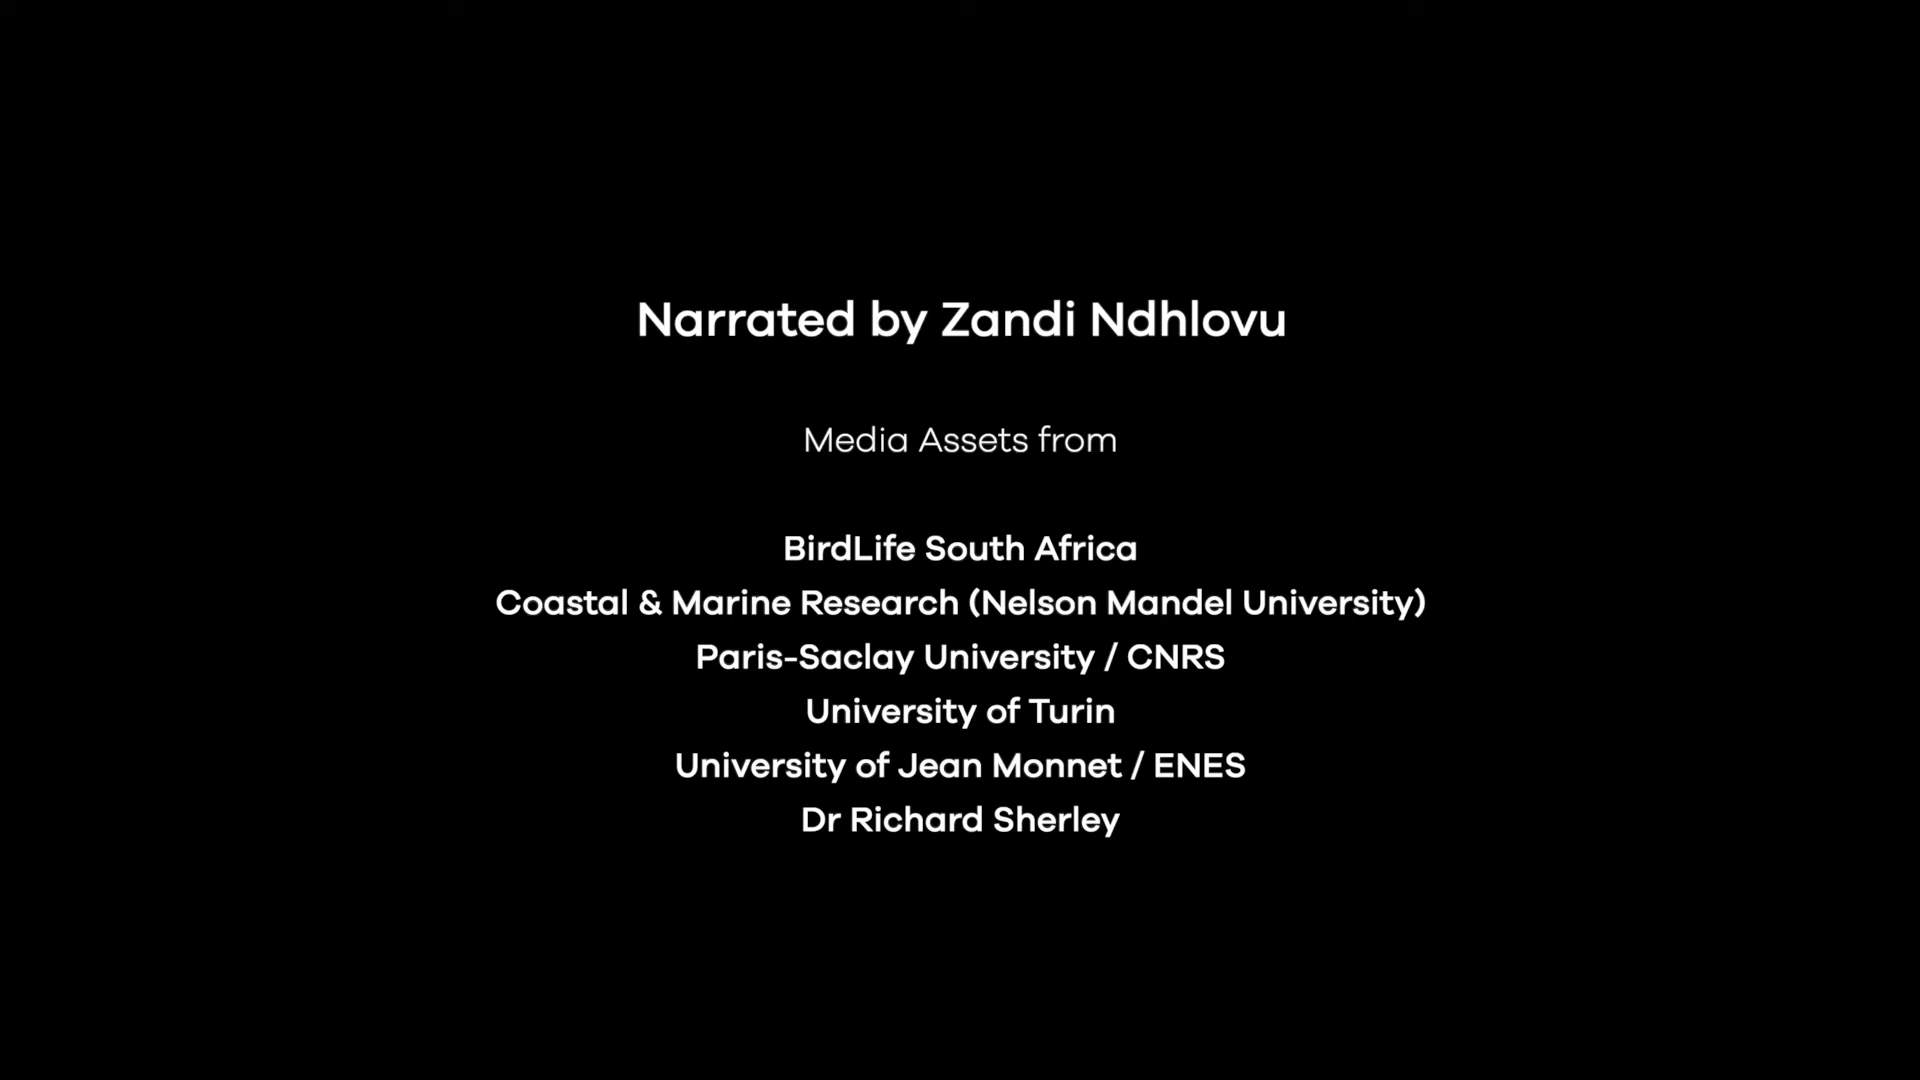 Narrated by Zandi Ndhlovu
Media Assets from
BirdLife South Africa
Coastal & Marine Research (Nelson Mandel University)
Paris-Saclay University / CNRS
University of Turin
University of Jean Monnet / ENES
Dr Richard Sherley